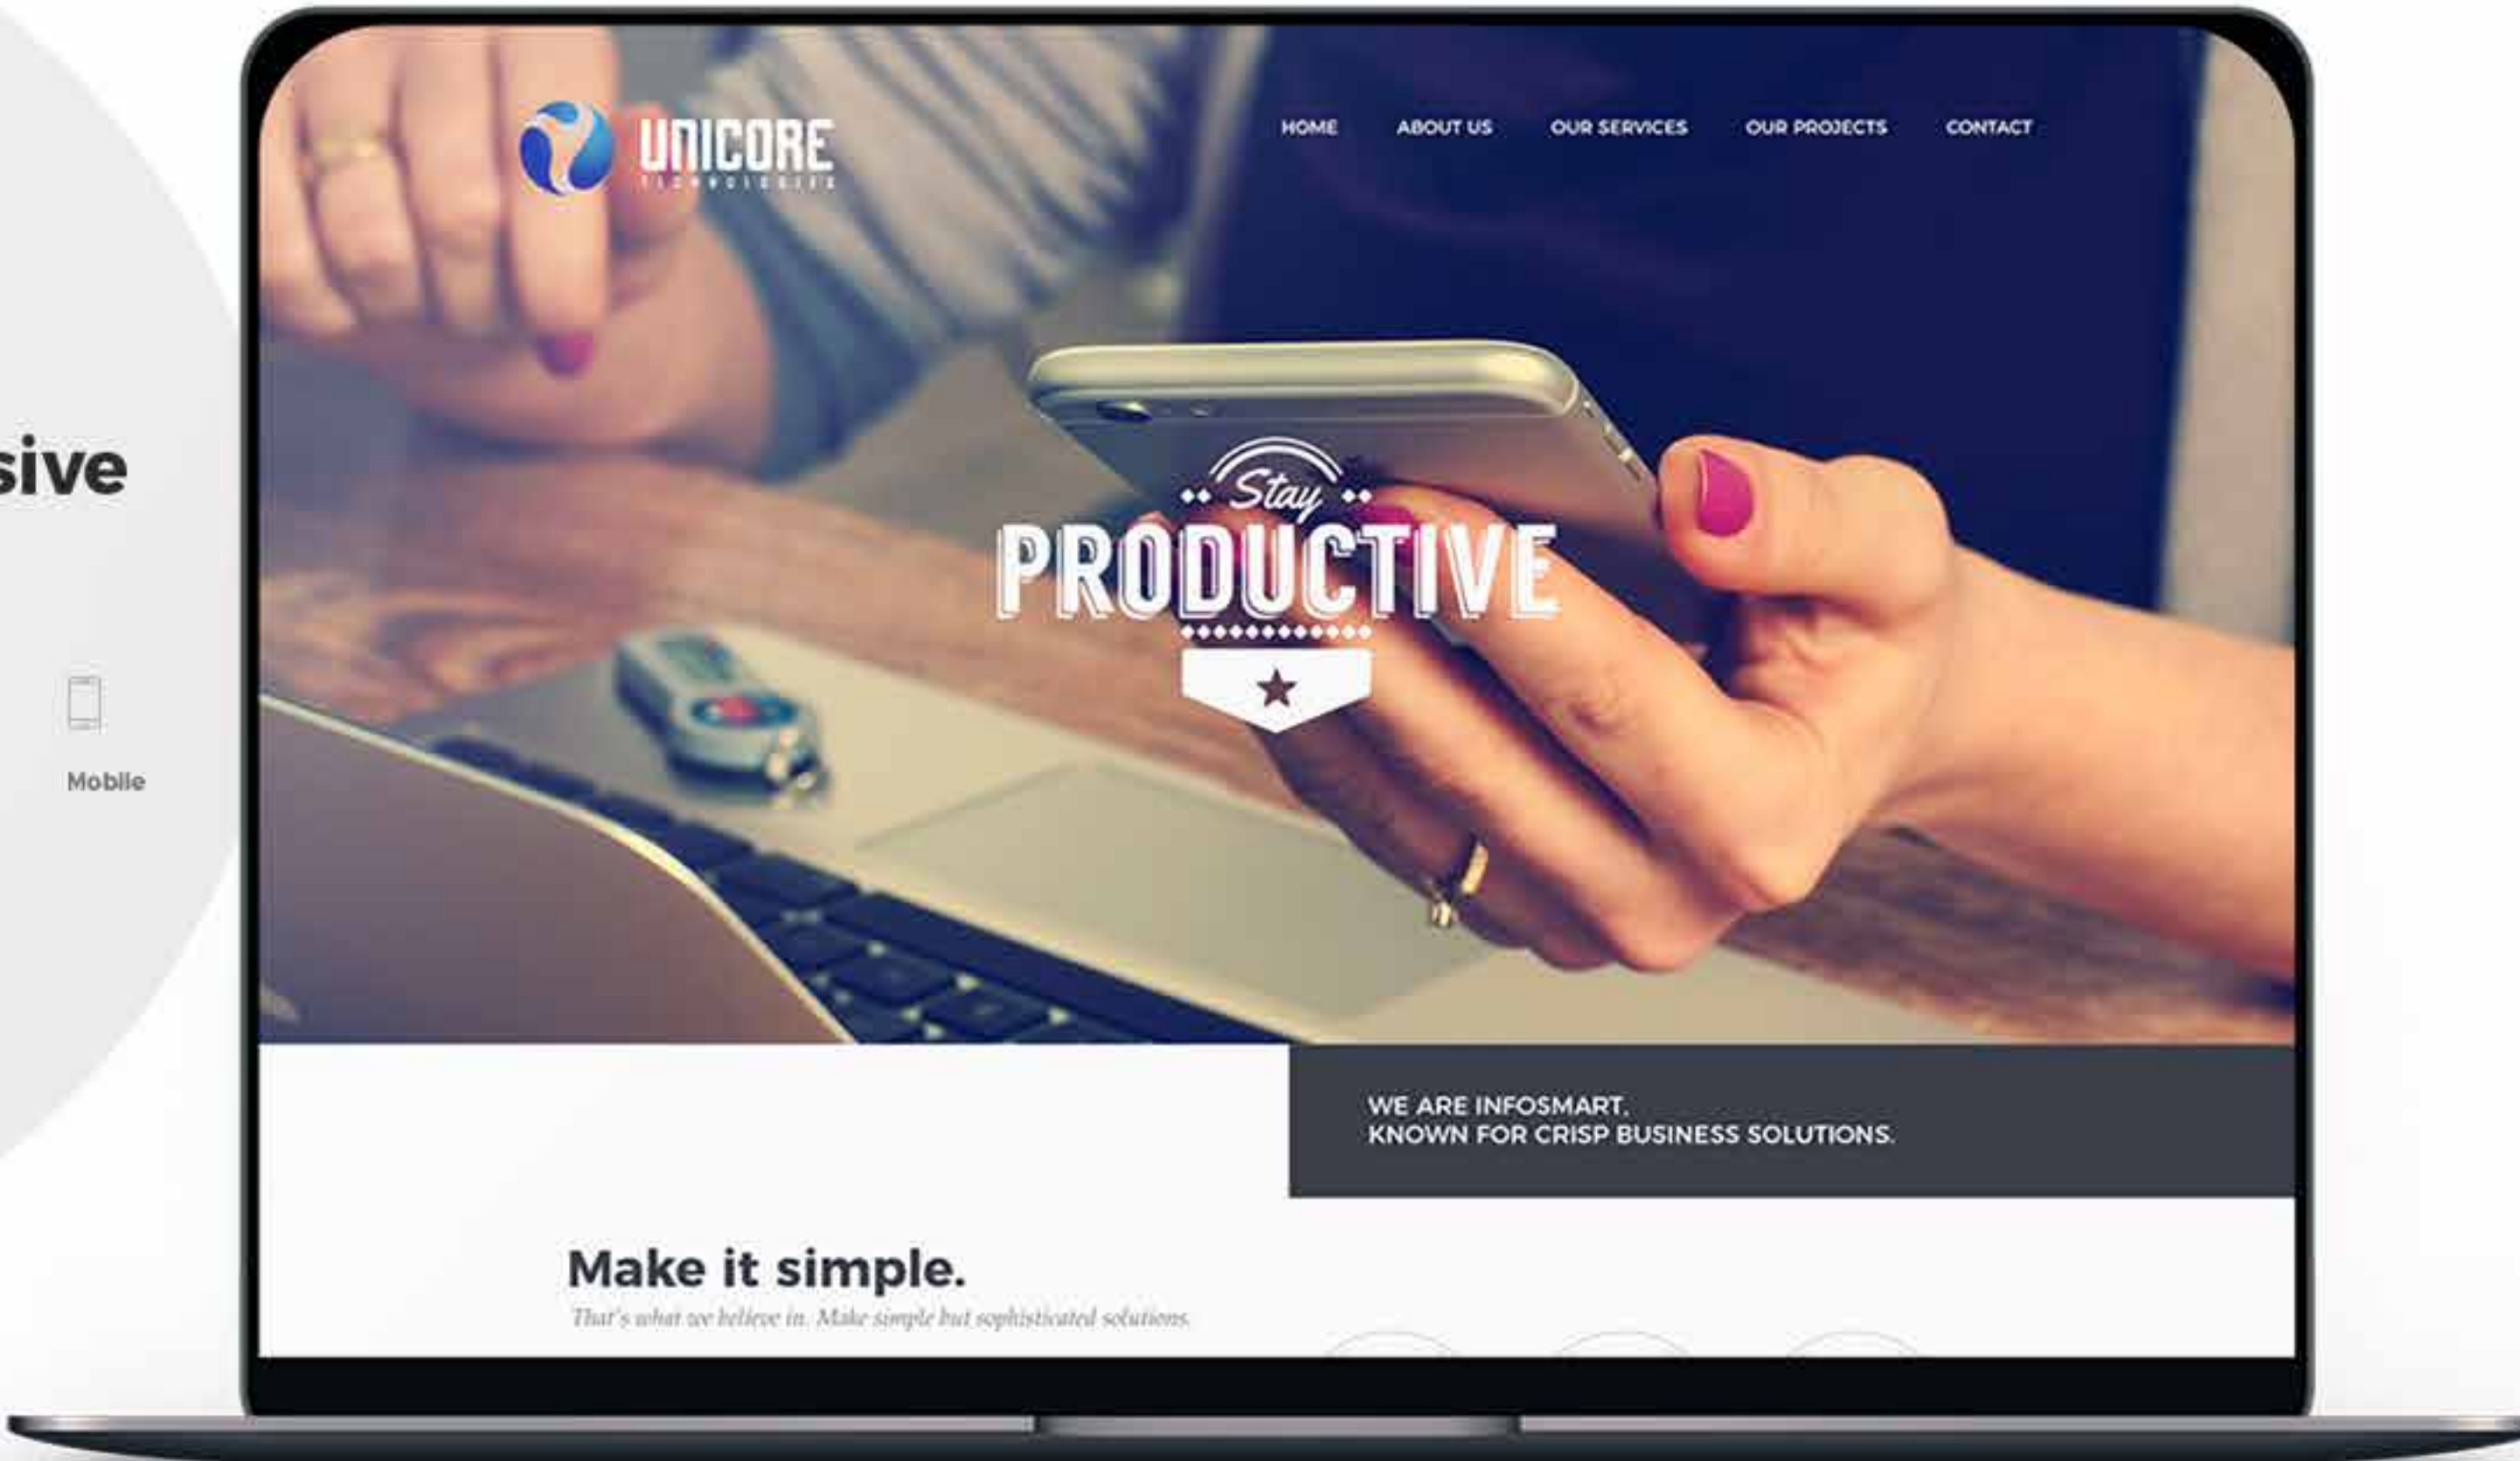 sive
Mobile
UNICORE
TECHNOLOGIES
HOME ABOUT US OUR SERVICES OUR PROJECTS CONTACT
Stay
PRODUCTIVE
WE ARE INFOSMART.
KNOWN FOR CRISP BUSINESS SOLUTIONS.
Make it simple.
That's what we believe in. Make simple but sophisticated solutions.